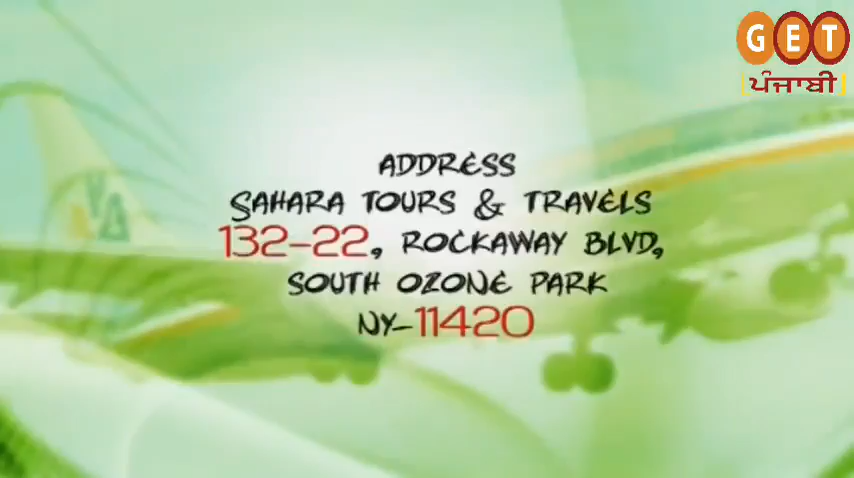 GET
ਪੰਜਾਬੀ
ADDRESS
SAHARA TOURS & TRAVELS
132-22, ROCKAWAY BLVD,
SOUTH OZONE PARK
NY-11420